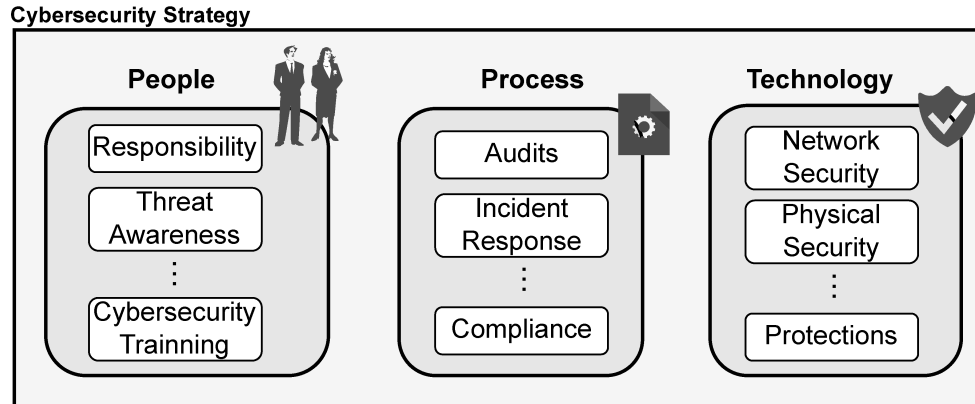 Cybersecurity Strategy
People
Responsibility
Threat
Awareness
⋮
Cybersecurity
Trainning
Process
Audits
Incident
Response
⋮
Compliance
Technology
Network
Security
Physical
Security
⋮
Protections